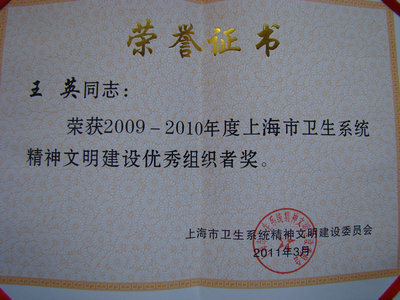 荣誉证书
王 英同志：
荣获2009－2010年度上海市卫生系统
精神文明建设优秀组织者奖。
上海市卫生系统精神文明建设委员会
2011年3月